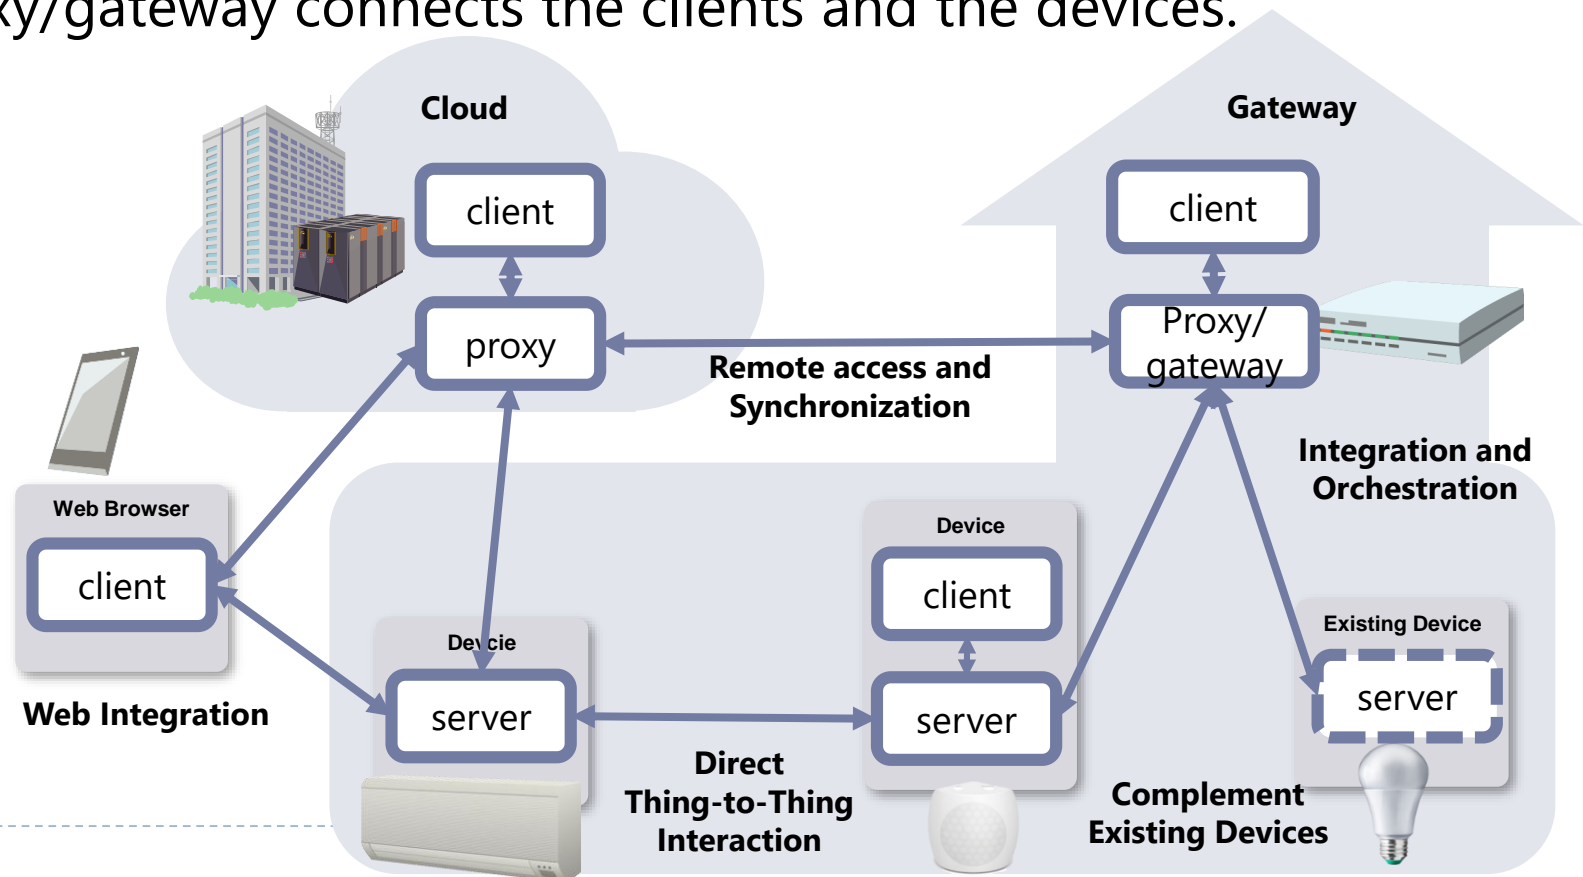 xy/gateway connects the clients and the devices.
Cloud
Gateway
client
client
proxy
Proxy/
gateway
Remote access and
Synchronization
Integration and
Orchestration
Web Browser
client
Web Integration
Devcie
server
Direct
Thing-to-Thing
Interaction
Device
client
server
Complement
Existing Devices
Existing Device
server